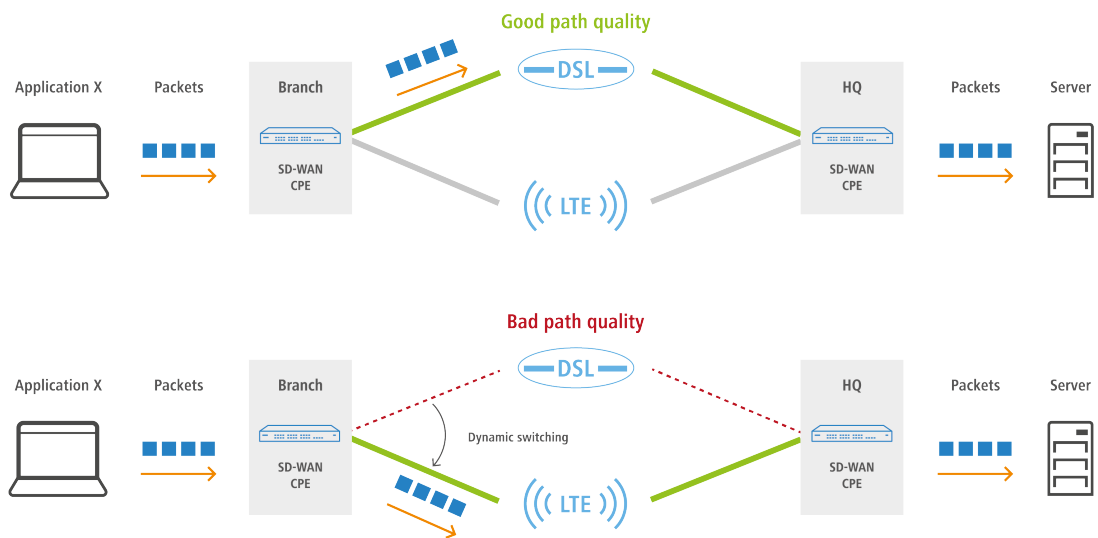 Good path quality
DSL
Application X
Packets
Branch
HQ
Packets
Server
SD-WAN
CPE
SD-WAN
CPE
LTE
Bad path quality
DSL
Application X
Packets
Branch
HQ
Packets
Server
Dynamic switching
SD-WAN
CPE
SD-WAN
CPE
LTE